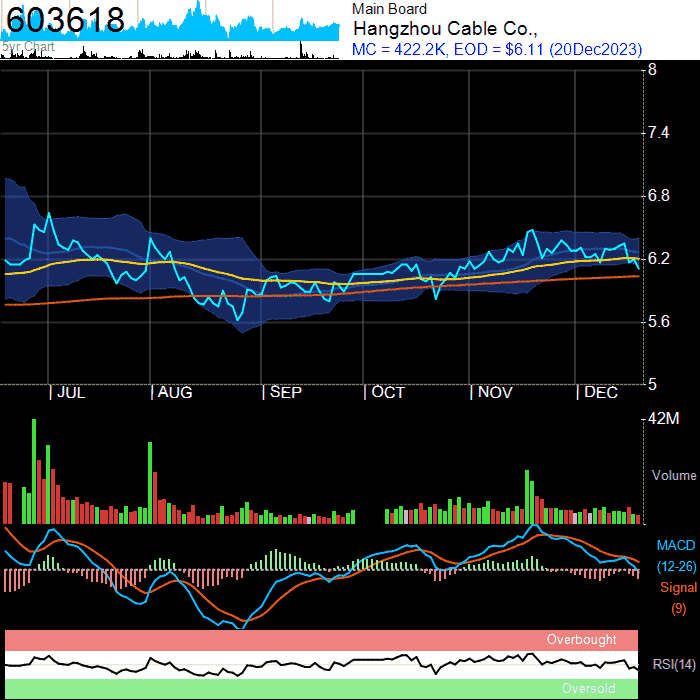 603618
5yr Chart
Main Board
Hangzhou Cable Co.,
MC = 422.2K, EOD = $6.11 (20Dec2023)
8
7.4
6.8
6.2
5.6
5
JUL AUG SEP OCT NOV DEC
42M
Volume
MACD
(12-26)
Signal
(9)
Overbought
RSI(14)
Oversold